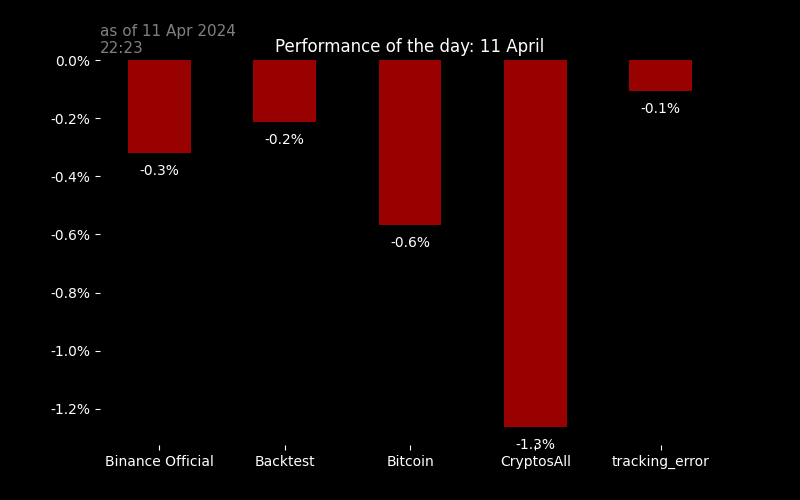 as of 11 Apr 2024
22:23
Performance of the day: 11 April
0.0%
-0.2%
-0.4%
-0.6%
-0.8%
-1.0%
-1.2%
-0.3%
-0.2%
-0.6%
-1.3%
-0.1%
Binance Official
Backtest
Bitcoin
CryptosAll
tracking_error